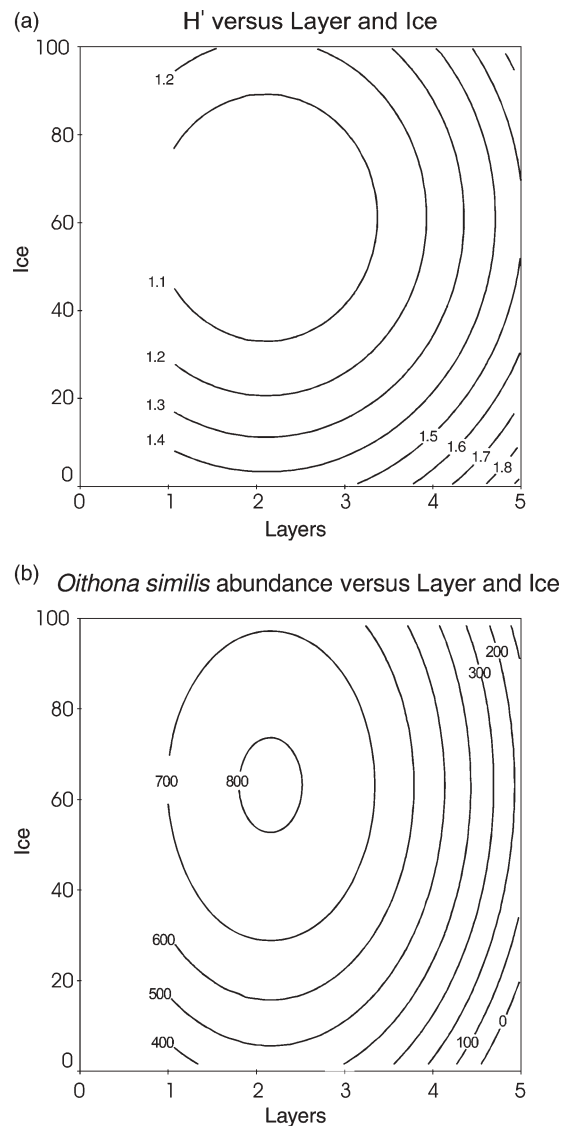 (a)
H' versus Layer and Ice
100
1.2
80
60
Ice
1.1
40
1.2
20
1.3
1.4
1.5
1.6
1.7
1.8
0
0 1 2 3 4 5
Layers
(b)
Oithona similis abundance versus Layer and Ice
100
200
300
80
700 800
60
Ice
40
600
20
500
400
0
100
0
0 1 2 3 4 5
Layers